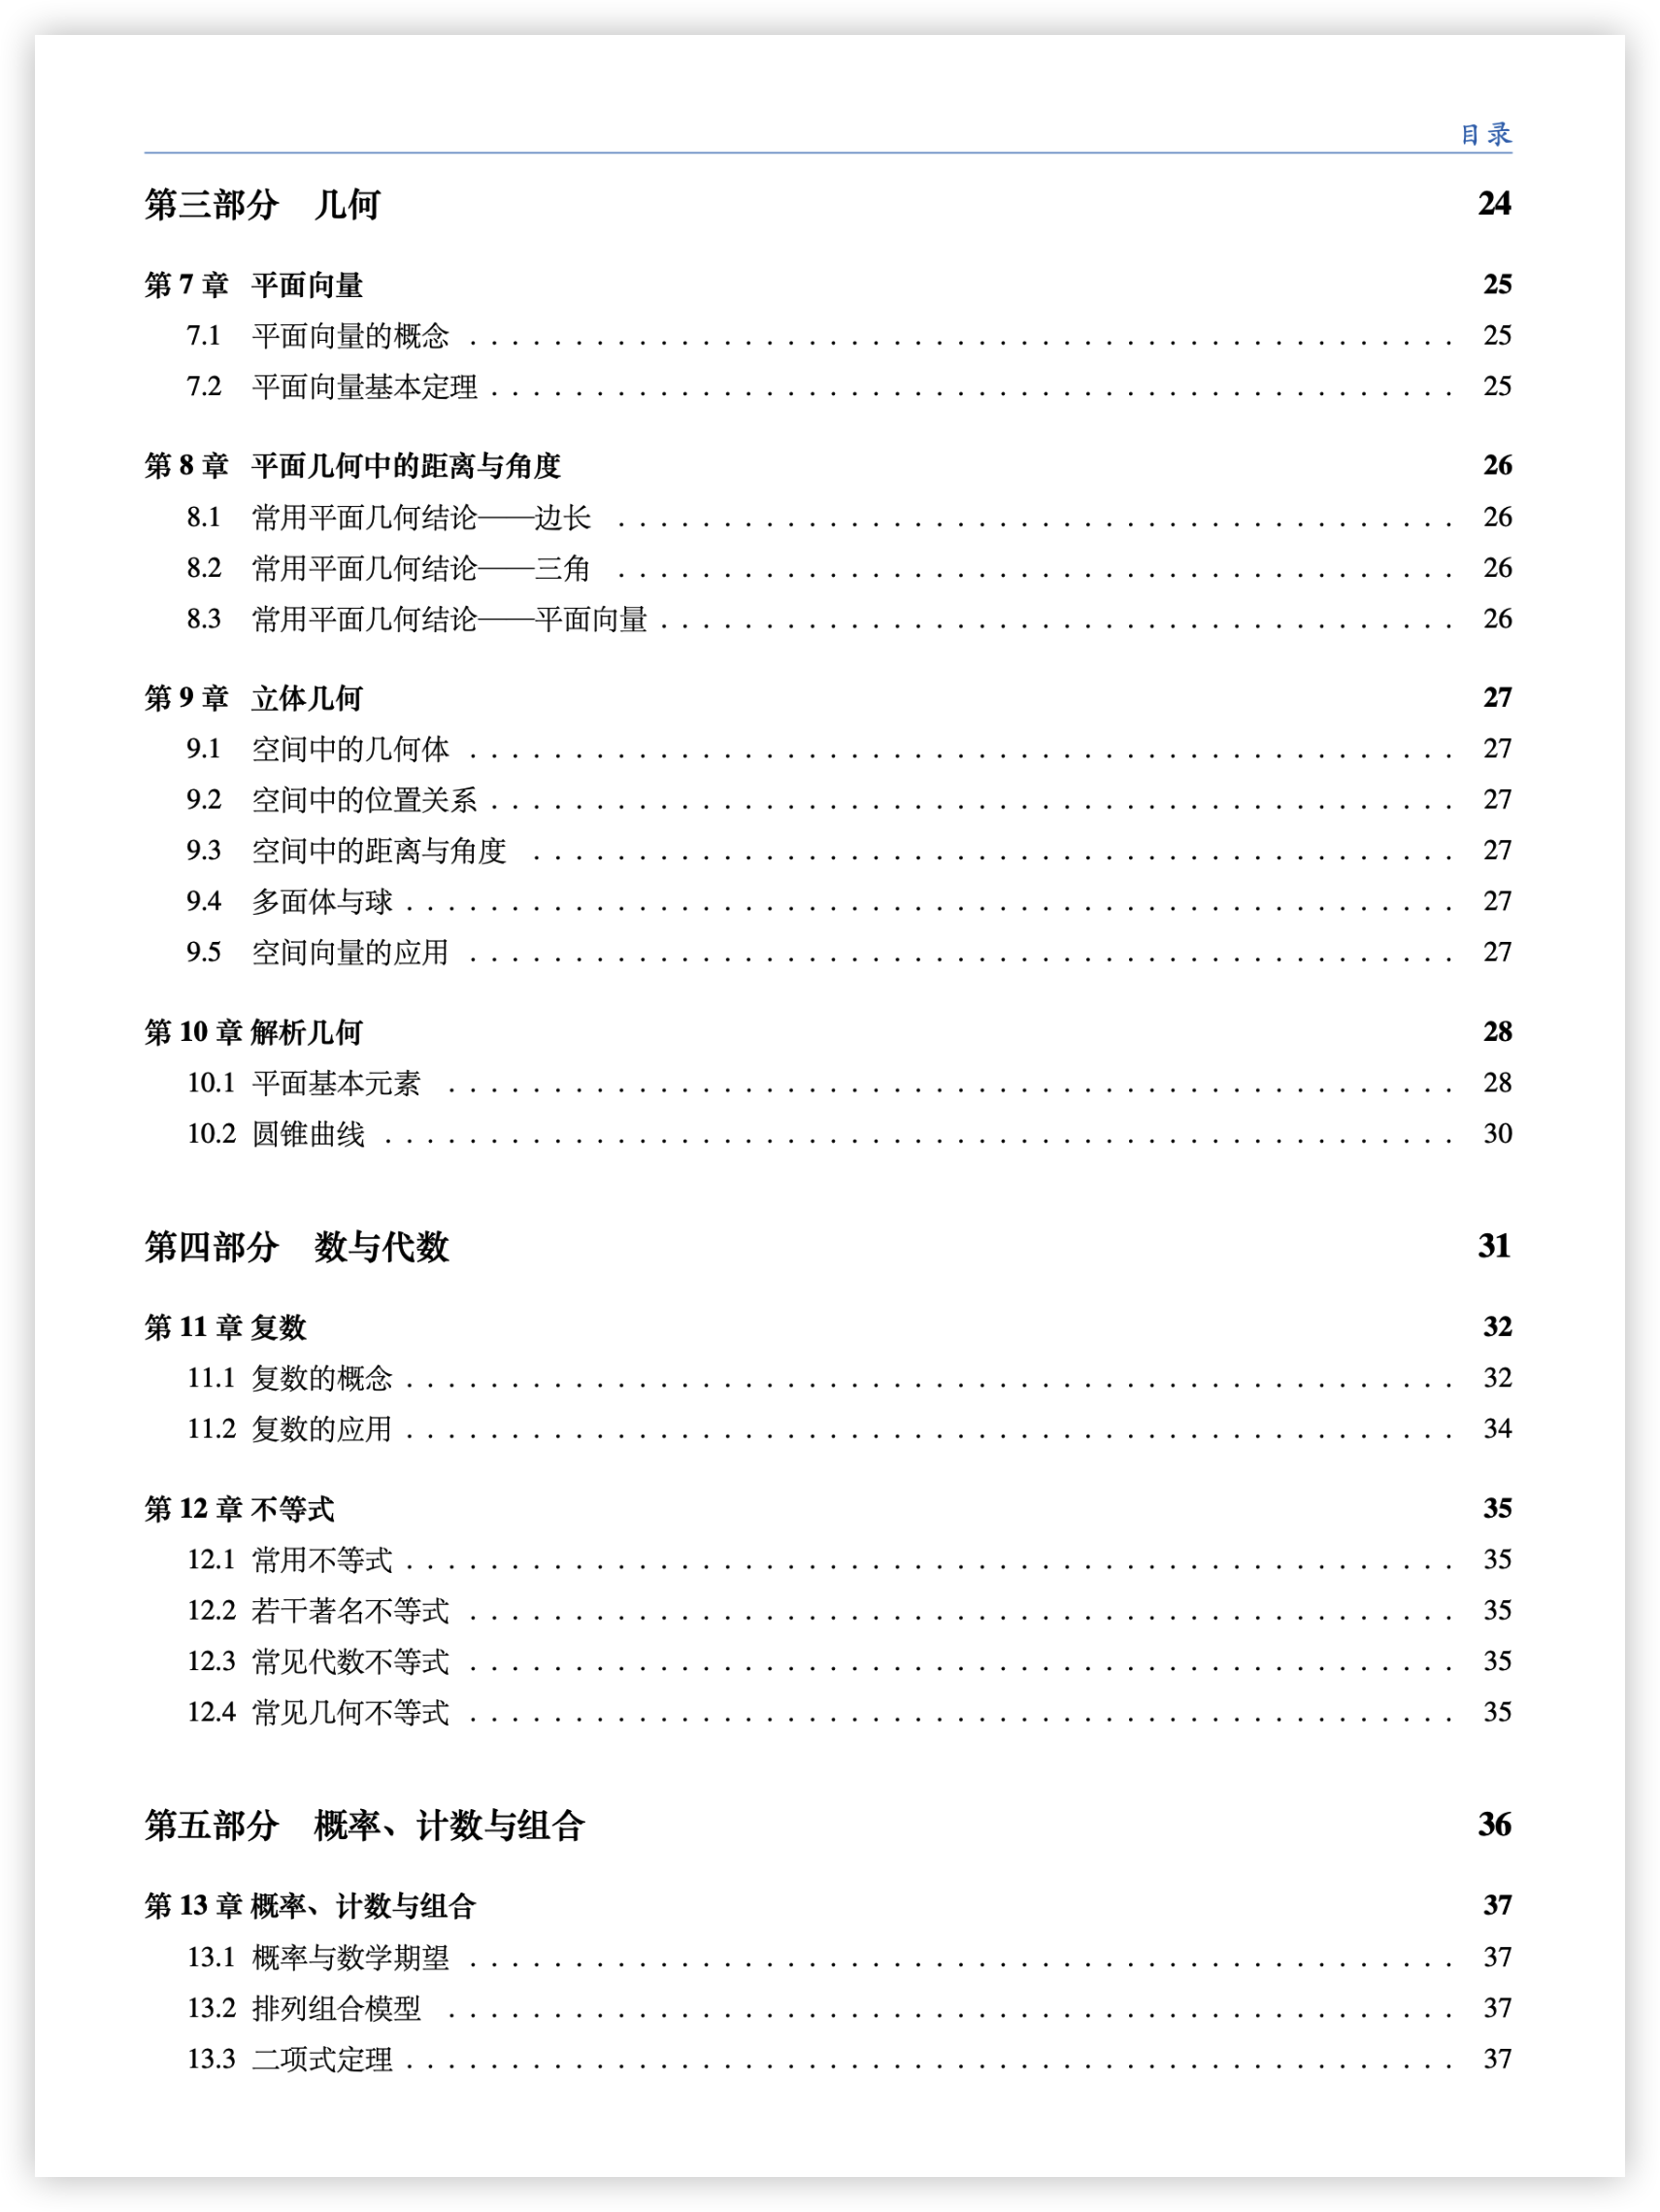 目录
第三部分 几何 24
第 7 章 平面向量 25
7.1 平面向量的概念 . . . . . . . . . . . . . . . . . . . . . . . . . . . . . . . . . . . . . . . . . . . . . . . 25
7.2 平面向量基本定理 . . . . . . . . . . . . . . . . . . . . . . . . . . . . . . . . . . . . . . . . . . . . . . 25
第 8 章 平面几何中的距离与角度 26
8.1 常用平面几何结论——边长 . . . . . . . . . . . . . . . . . . . . . . . . . . . . . . . . . . . . . . . . 26
8.2 常用平面几何结论——三角 . . . . . . . . . . . . . . . . . . . . . . . . . . . . . . . . . . . . . . . . 26
8.3 常用平面几何结论——平面向量 . . . . . . . . . . . . . . . . . . . . . . . . . . . . . . . . . . . . . . 26
第 9 章 立体几何 27
9.1 空间中的几何体 . . . . . . . . . . . . . . . . . . . . . . . . . . . . . . . . . . . . . . . . . . . . . . . 27
9.2 空间中的位置关系 . . . . . . . . . . . . . . . . . . . . . . . . . . . . . . . . . . . . . . . . . . . . . . 27
9.3 空间中的距离与角度 . . . . . . . . . . . . . . . . . . . . . . . . . . . . . . . . . . . . . . . . . . . . 27
9.4 多面体与球 . . . . . . . . . . . . . . . . . . . . . . . . . . . . . . . . . . . . . . . . . . . . . . . . . . 27
9.5 空间向量的应用 . . . . . . . . . . . . . . . . . . . . . . . . . . . . . . . . . . . . . . . . . . . . . . . 27
第 10 章 解析几何 28
10.1 平面基本元素 . . . . . . . . . . . . . . . . . . . . . . . . . . . . . . . . . . . . . . . . . . . . . . . . 28
10.2 圆锥曲线 . . . . . . . . . . . . . . . . . . . . . . . . . . . . . . . . . . . . . . . . . . . . . . . . . . . 30
第四部分 数与代数 31
第 11 章 复数 32
11.1 复数的概念 . . . . . . . . . . . . . . . . . . . . . . . . . . . . . . . . . . . . . . . . . . . . . . . . . . 32
11.2 复数的应用 . . . . . . . . . . . . . . . . . . . . . . . . . . . . . . . . . . . . . . . . . . . . . . . . . . 34
第 12 章 不等式 35
12.1 常用不等式 . . . . . . . . . . . . . . . . . . . . . . . . . . . . . . . . . . . . . . . . . . . . . . . . . . 35
12.2 若干著名不等式 . . . . . . . . . . . . . . . . . . . . . . . . . . . . . . . . . . . . . . . . . . . . . . . 35
12.3 常见代数不等式 . . . . . . . . . . . . . . . . . . . . . . . . . . . . . . . . . . . . . . . . . . . . . . . 35
12.4 常见几何不等式 . . . . . . . . . . . . . . . . . . . . . . . . . . . . . . . . . . . . . . . . . . . . . . . 35
第五部分 概率、计数与组合 36
第 13 章 概率、计数与组合 37
13.1 概率与数学期望 . . . . . . . . . . . . . . . . . . . . . . . . . . . . . . . . . . . . . . . . . . . . . . . 37
13.2 排列组合模型 . . . . . . . . . . . . . . . . . . . . . . . . . . . . . . . . . . . . . . . . . . . . . . . . 37
13.3 二项式定理 . . . . . . . . . . . . . . . . . . . . . . . . . . . . . . . . . . . . . . . . . . . . . . . . . . 37